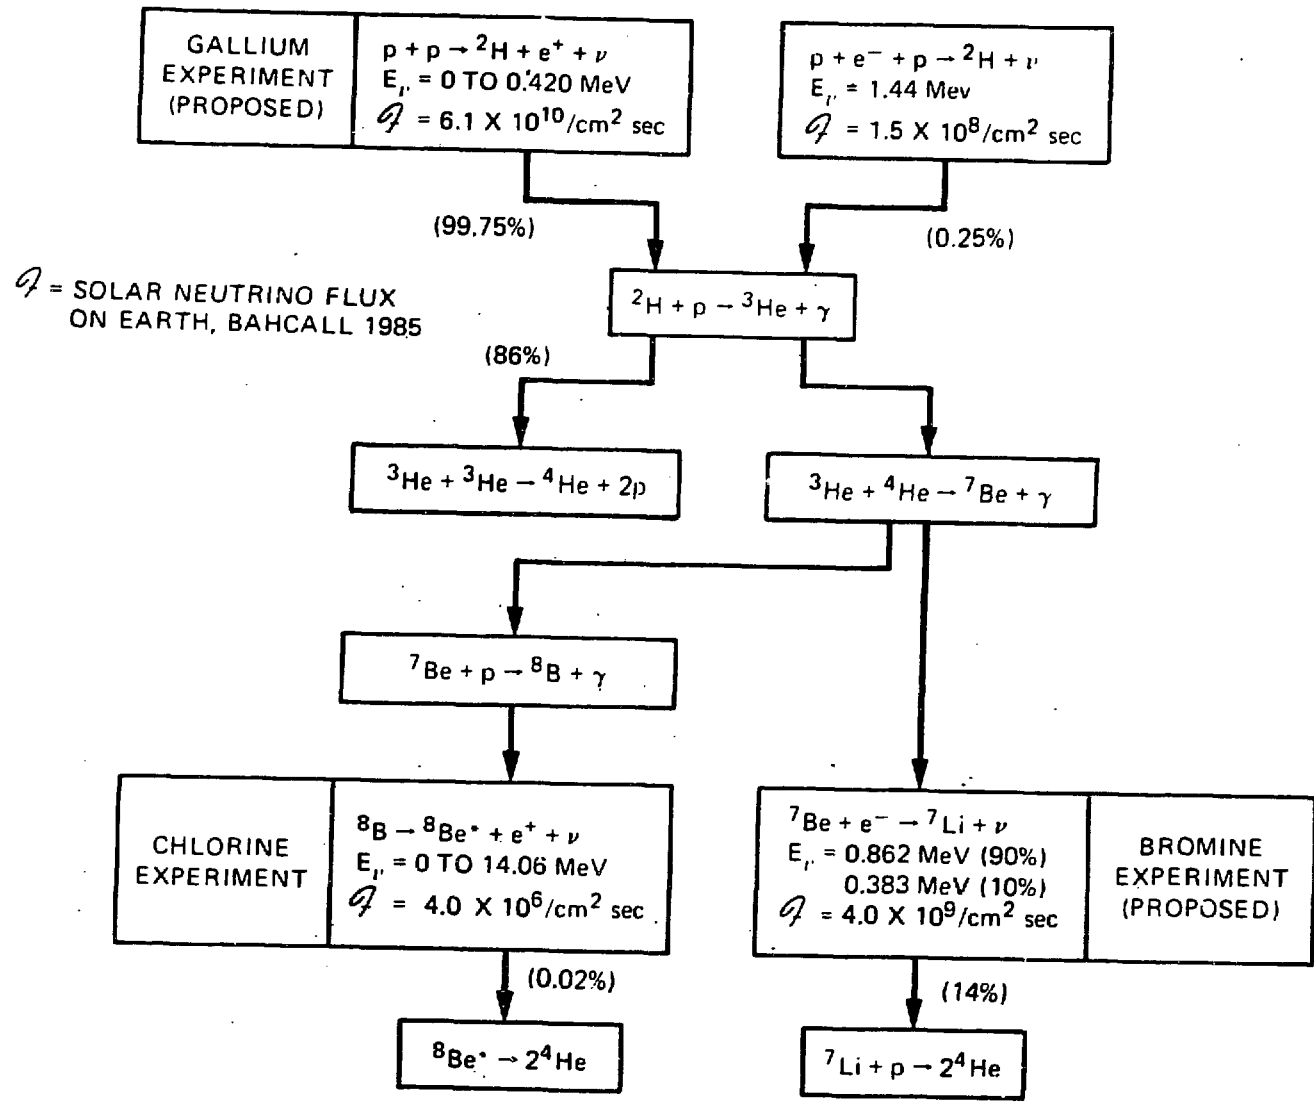 GALLIUM
EXPERIMENT
(PROPOSED)
p + p → ²H + e⁺ + ν
Eᵥ = 0 TO 0.420 MeV
𝒥 = 6.1 X 10¹⁰/cm² sec
p + e⁻ + p → ²H + ν
Eᵥ = 1.44 Mev
𝒥 = 1.5 X 10⁸/cm² sec
(99.75%)
(0.25%)
𝒥 = SOLAR NEUTRINO FLUX
ON EARTH, BAHCALL 1985
²H + p → ³He + γ
(86%)
³He + ³He → ⁴He + 2p
³He + ⁴He → ⁷Be + γ
⁷Be + p → ⁸B + γ
CHLORINE
EXPERIMENT
⁸B → ⁸Be* + e⁺ + ν
Eᵥ = 0 TO 14.06 MeV
𝒥 = 4.0 X 10⁶/cm² sec
⁷Be + e⁻ → ⁷Li + ν
Eᵥ = 0.862 MeV (90%)
0.383 MeV (10%)
𝒥 = 4.0 X 10⁹/cm² sec
BROMINE
EXPERIMENT
(PROPOSED)
(0.02%)
(14%)
⁸Be* → 2⁴He
⁷Li + p → 2⁴He